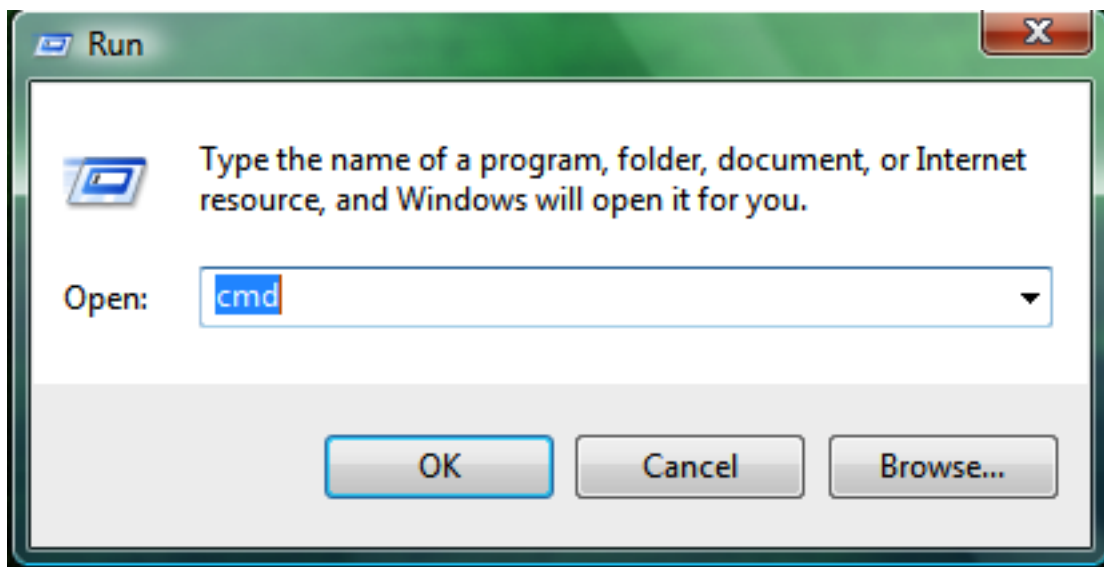 Run
Type the name of a program, folder, document, or Internet
resource, and Windows will open it for you.
Open: cmd
OK Cancel Browse...